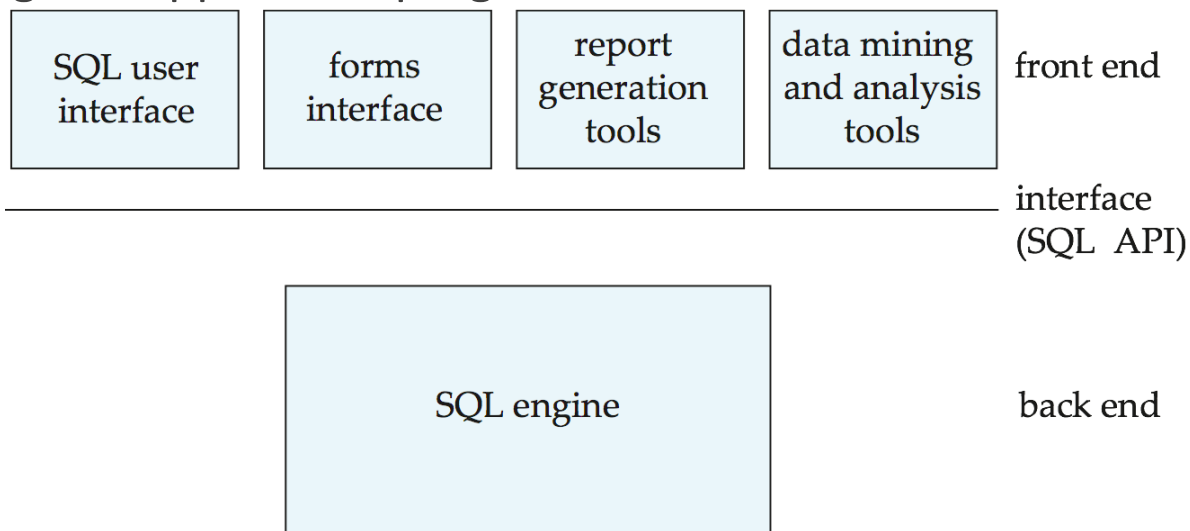 SQL user
interface
forms
interface
report
generation
tools
data mining
and analysis
tools
front end
interface
(SQL API)
SQL engine
back end